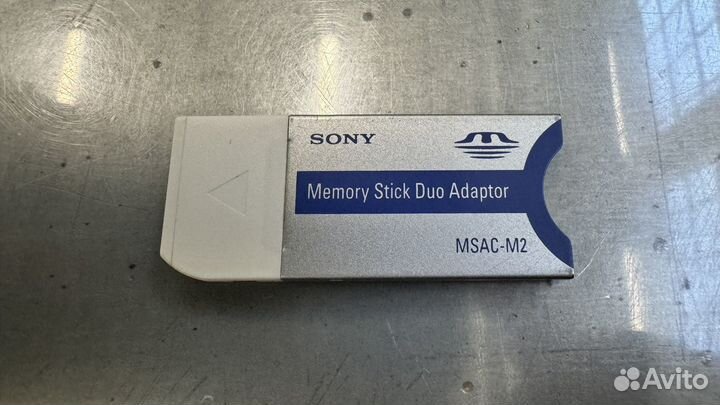 SONY
Memory Stick Duo Adaptor
MSAC-M2
Avito